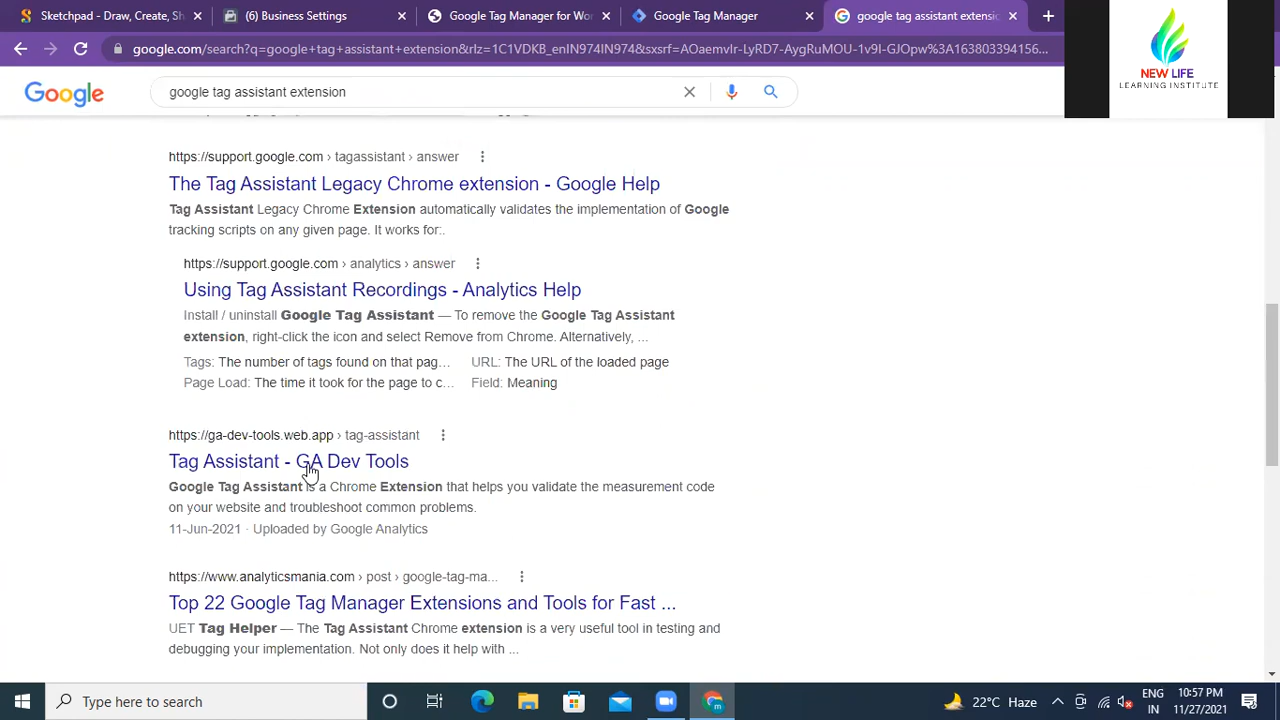 Sketchpad - Draw, Create, Sh
(6) Business Settings
Google Tag Manager for Wo
Google Tag Manager
google tag assistant extensio
google.com/search?q=google+tag+assistant+extension&rlz=1C1VDKB_enIN974IN974&sxsrf=AOaemvIr-LyRD7-AygRuMOU-1v9I-GJOpw%3A163803394156...
NEW LIFE
LEARNING INSTITUTE
Google
google tag assistant extension
https://support.google.com › tagassistant › answer
The Tag Assistant Legacy Chrome extension - Google Help
Tag Assistant Legacy Chrome Extension automatically validates the implementation of Google
tracking scripts on any given page. It works for:.
https://support.google.com › analytics › answer
Using Tag Assistant Recordings - Analytics Help
Install / uninstall Google Tag Assistant — To remove the Google Tag Assistant
extension, right-click the icon and select Remove from Chrome. Alternatively, ...
Tags: The number of tags found on that pag... URL: The URL of the loaded page
Page Load: The time it took for the page to c... Field: Meaning
https://ga-dev-tools.web.app › tag-assistant
Tag Assistant - GA Dev Tools
Google Tag Assistant is a Chrome Extension that helps you validate the measurement code
on your website and troubleshoot common problems.
11-Jun-2021 · Uploaded by Google Analytics
https://www.analyticsmania.com › post › google-tag-ma...
Top 22 Google Tag Manager Extensions and Tools for Fast ...
UET Tag Helper — The Tag Assistant Chrome extension is a very useful tool in testing and
debugging your implementation. Not only does it help with ...
Type here to search
22°C Haze
ENG
IN
10:57 PM
11/27/2021